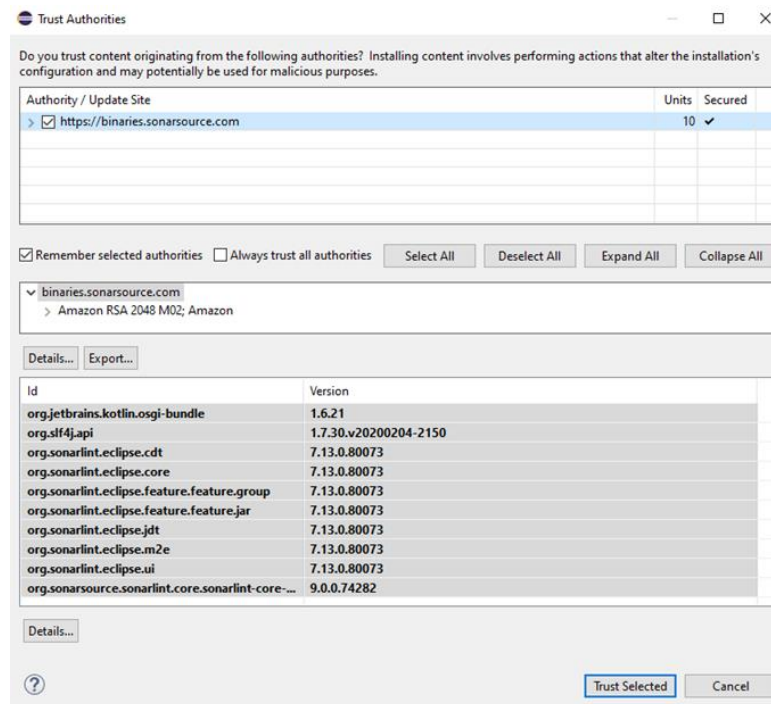 Trust Authorities
Do you trust content originating from the following authorities? Installing content involves performing actions that alter the installation's
configuration and may potentially be used for malicious purposes.
Authority / Update Site Units Secured
https://binaries.sonarsource.com 10
Remember selected authorities Always trust all authorities Select All Deselect All Expand All Collapse All
binaries.sonarsource.com
Amazon RSA 2048 M02; Amazon
Details... Export...
Id Version
org.jetbrains.kotlin.osgi-bundle 1.6.21
org.slf4j.api 1.7.30.v20200204-2150
org.sonarlint.eclipse.cdt 7.13.0.80073
org.sonarlint.eclipse.core 7.13.0.80073
org.sonarlint.eclipse.feature.feature.group 7.13.0.80073
org.sonarlint.eclipse.feature.feature.jar 7.13.0.80073
org.sonarlint.eclipse.jdt 7.13.0.80073
org.sonarlint.eclipse.m2e 7.13.0.80073
org.sonarlint.eclipse.ui 7.13.0.80073
org.sonarsource.sonarlint.core.sonarlint-core-... 9.0.0.74282
Details...
? Trust Selected Cancel